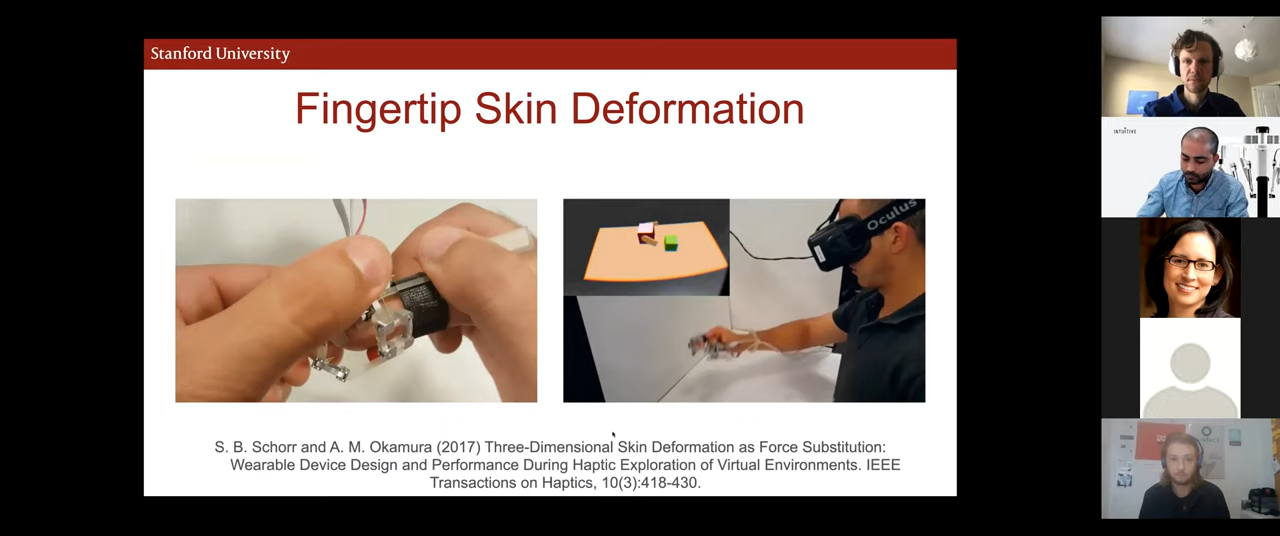 Stanford University
Fingertip Skin Deformation
Oculus
S. B. Schorr and A. M. Okamura (2017) Three-Dimensional Skin Deformation as Force Substitution:
Wearable Device Design and Performance During Haptic Exploration of Virtual Environments. IEEE
Transactions on Haptics, 10(3):418-430.
INTUITIVE